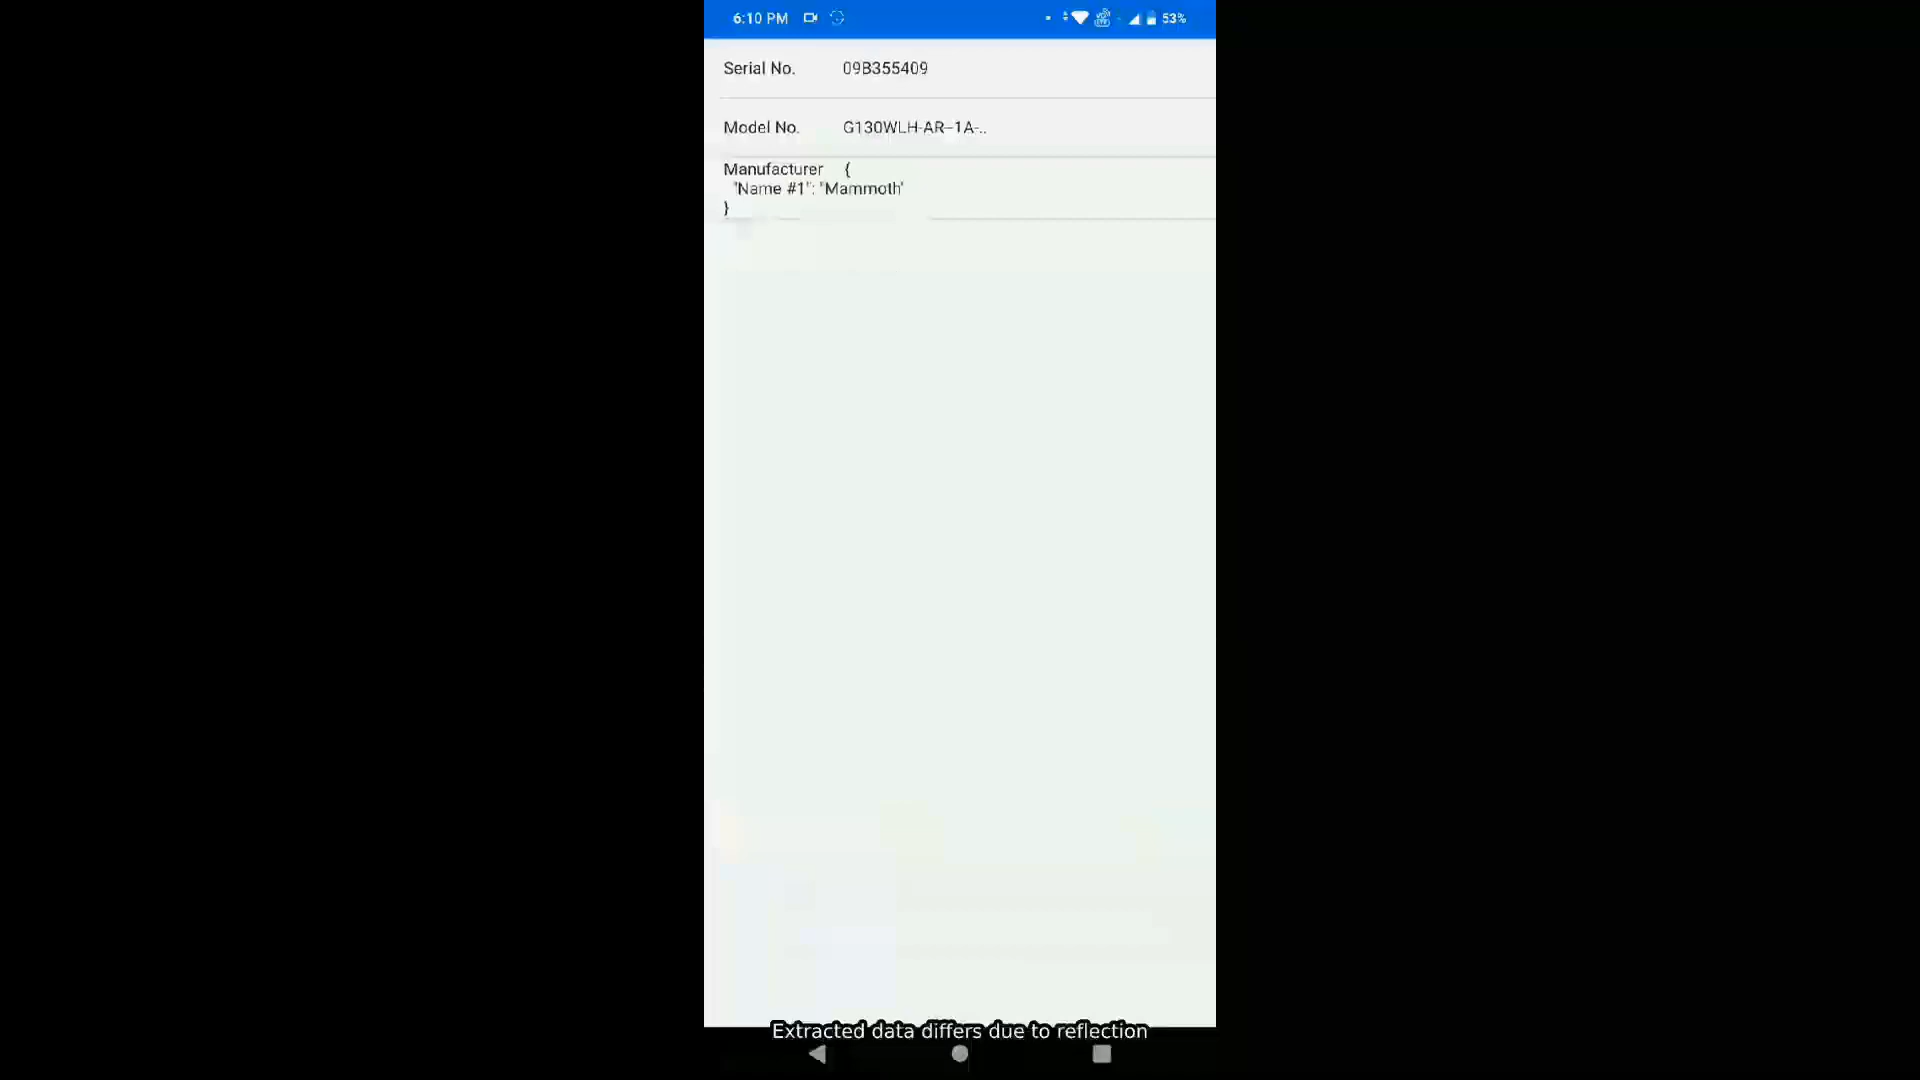 6:10 PM 53%
Serial No. 09B355409
Model No. G130WLH-AR–1A-..
Manufacturer {
"Name #1": "Mammoth"
}
Extracted data differs due to reflection